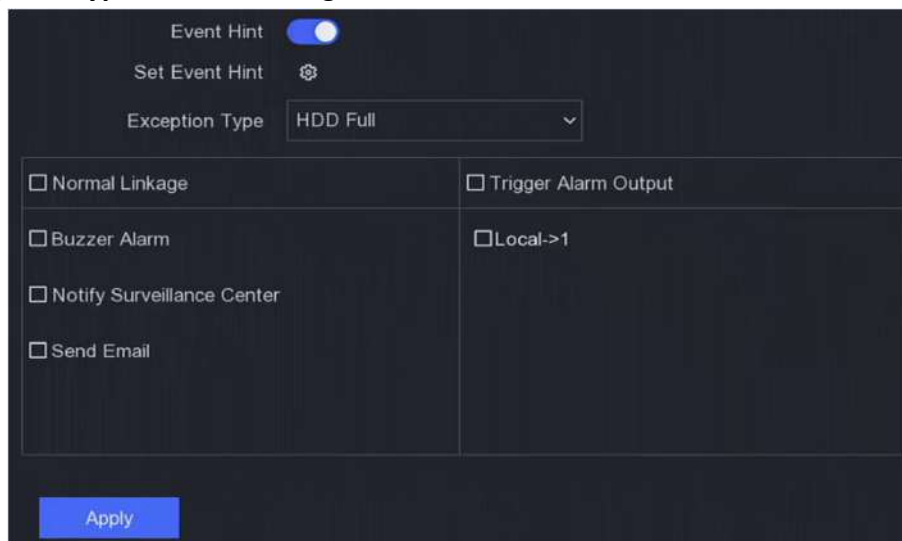 Event Hint
Set Event Hint
Exception Type HDD Full
Normal Linkage
Trigger Alarm Output
Buzzer Alarm
Local->1
Notify Surveillance Center
Send Email
Apply